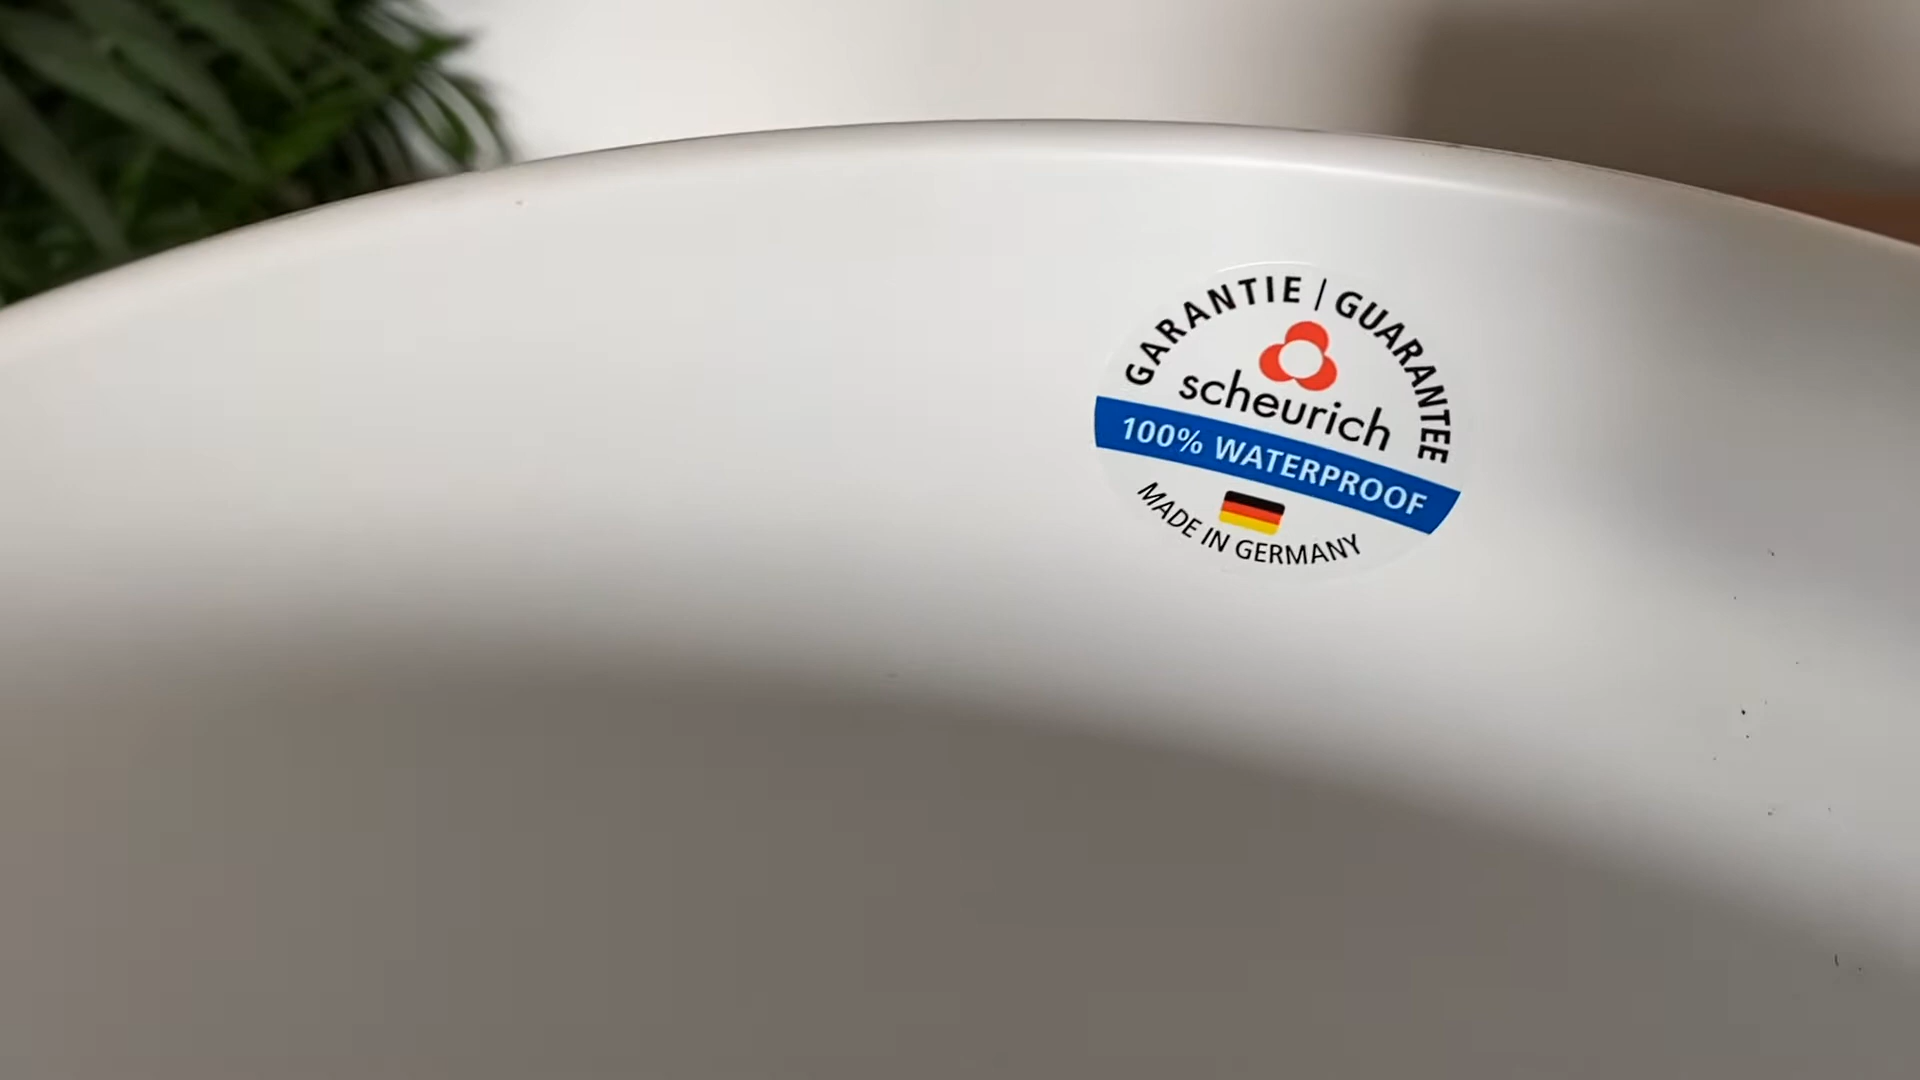 GARANTIE | GUARANTEE
scheurich
100% WATERPROOF
MADE IN GERMANY